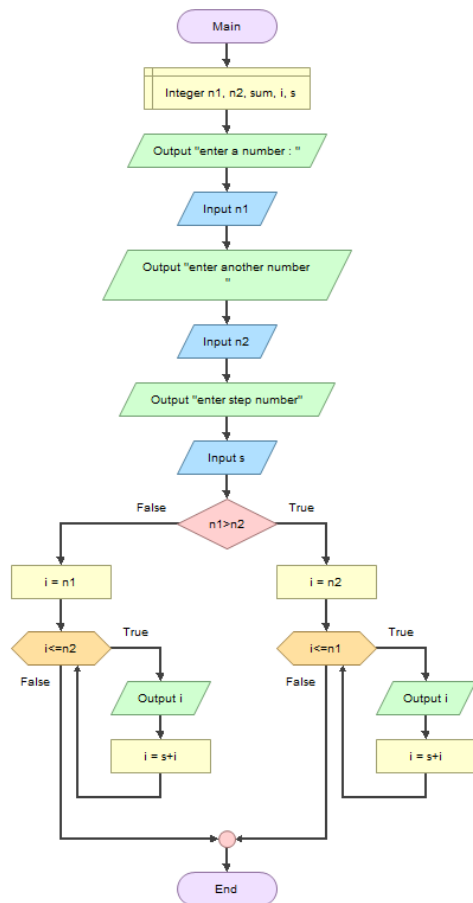 Main
Integer n1, n2, sum, i, s
Output "enter a number : "
Input n1
Output "enter another number
"
Input n2
Output "enter step number"
Input s
False
True
n1>n2
i = n1
i = n2
i<=n2
True
False
Output i
i = s+i
i<=n1
True
False
Output i
i = s+i
End